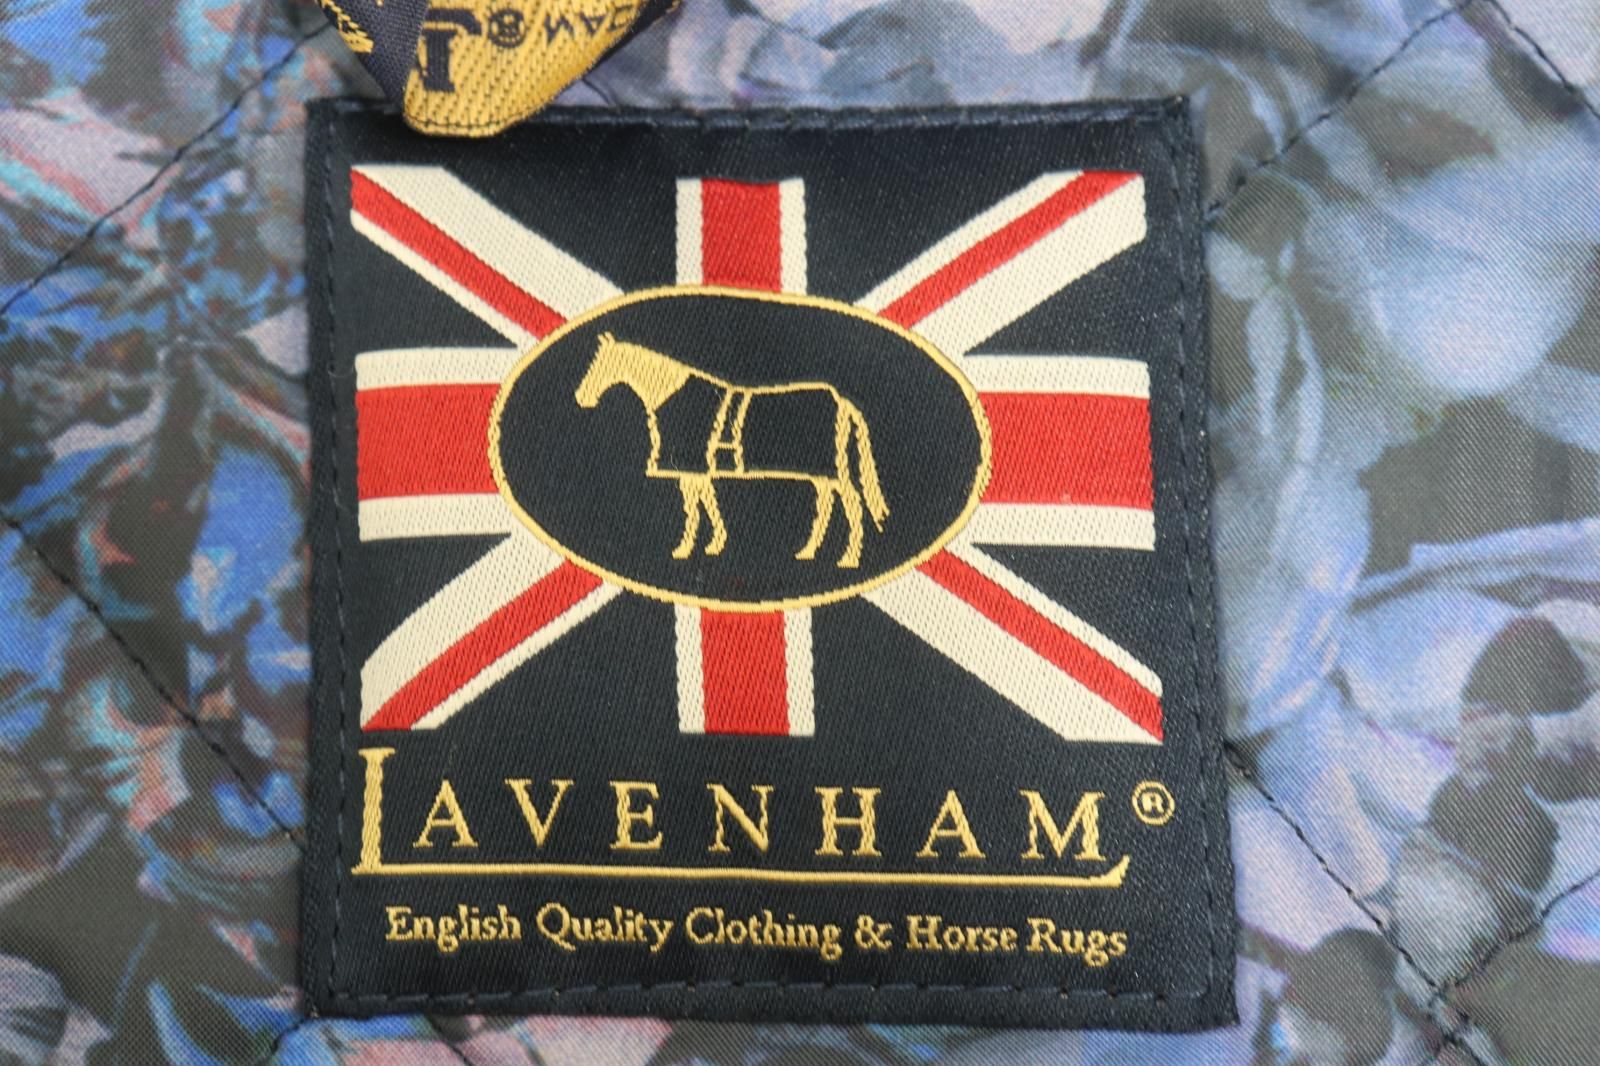 LAVENHAM®
English Quality Clothing & Horse Rugs